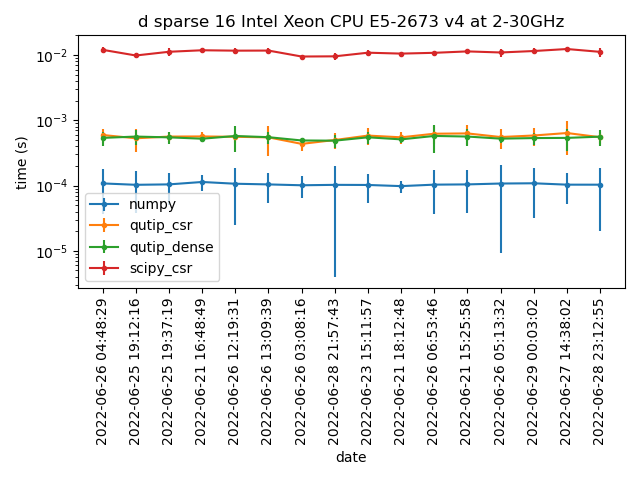 d sparse 16 Intel Xeon CPU E5-2673 v4 at 2-30GHz
time (s)
10⁻²
10⁻³
10⁻⁴
10⁻⁵
numpy
qutip_csr
qutip_dense
scipy_csr
2022-06-26 04:48:29
2022-06-25 19:12:16
2022-06-25 19:37:19
2022-06-21 16:48:49
2022-06-26 12:19:31
2022-06-26 13:09:39
2022-06-26 03:08:16
2022-06-28 21:57:43
2022-06-23 15:11:57
2022-06-21 18:12:48
2022-06-26 06:53:46
2022-06-21 15:25:58
2022-06-26 05:13:32
2022-06-29 00:03:02
2022-06-27 14:38:02
2022-06-28 23:12:55
date